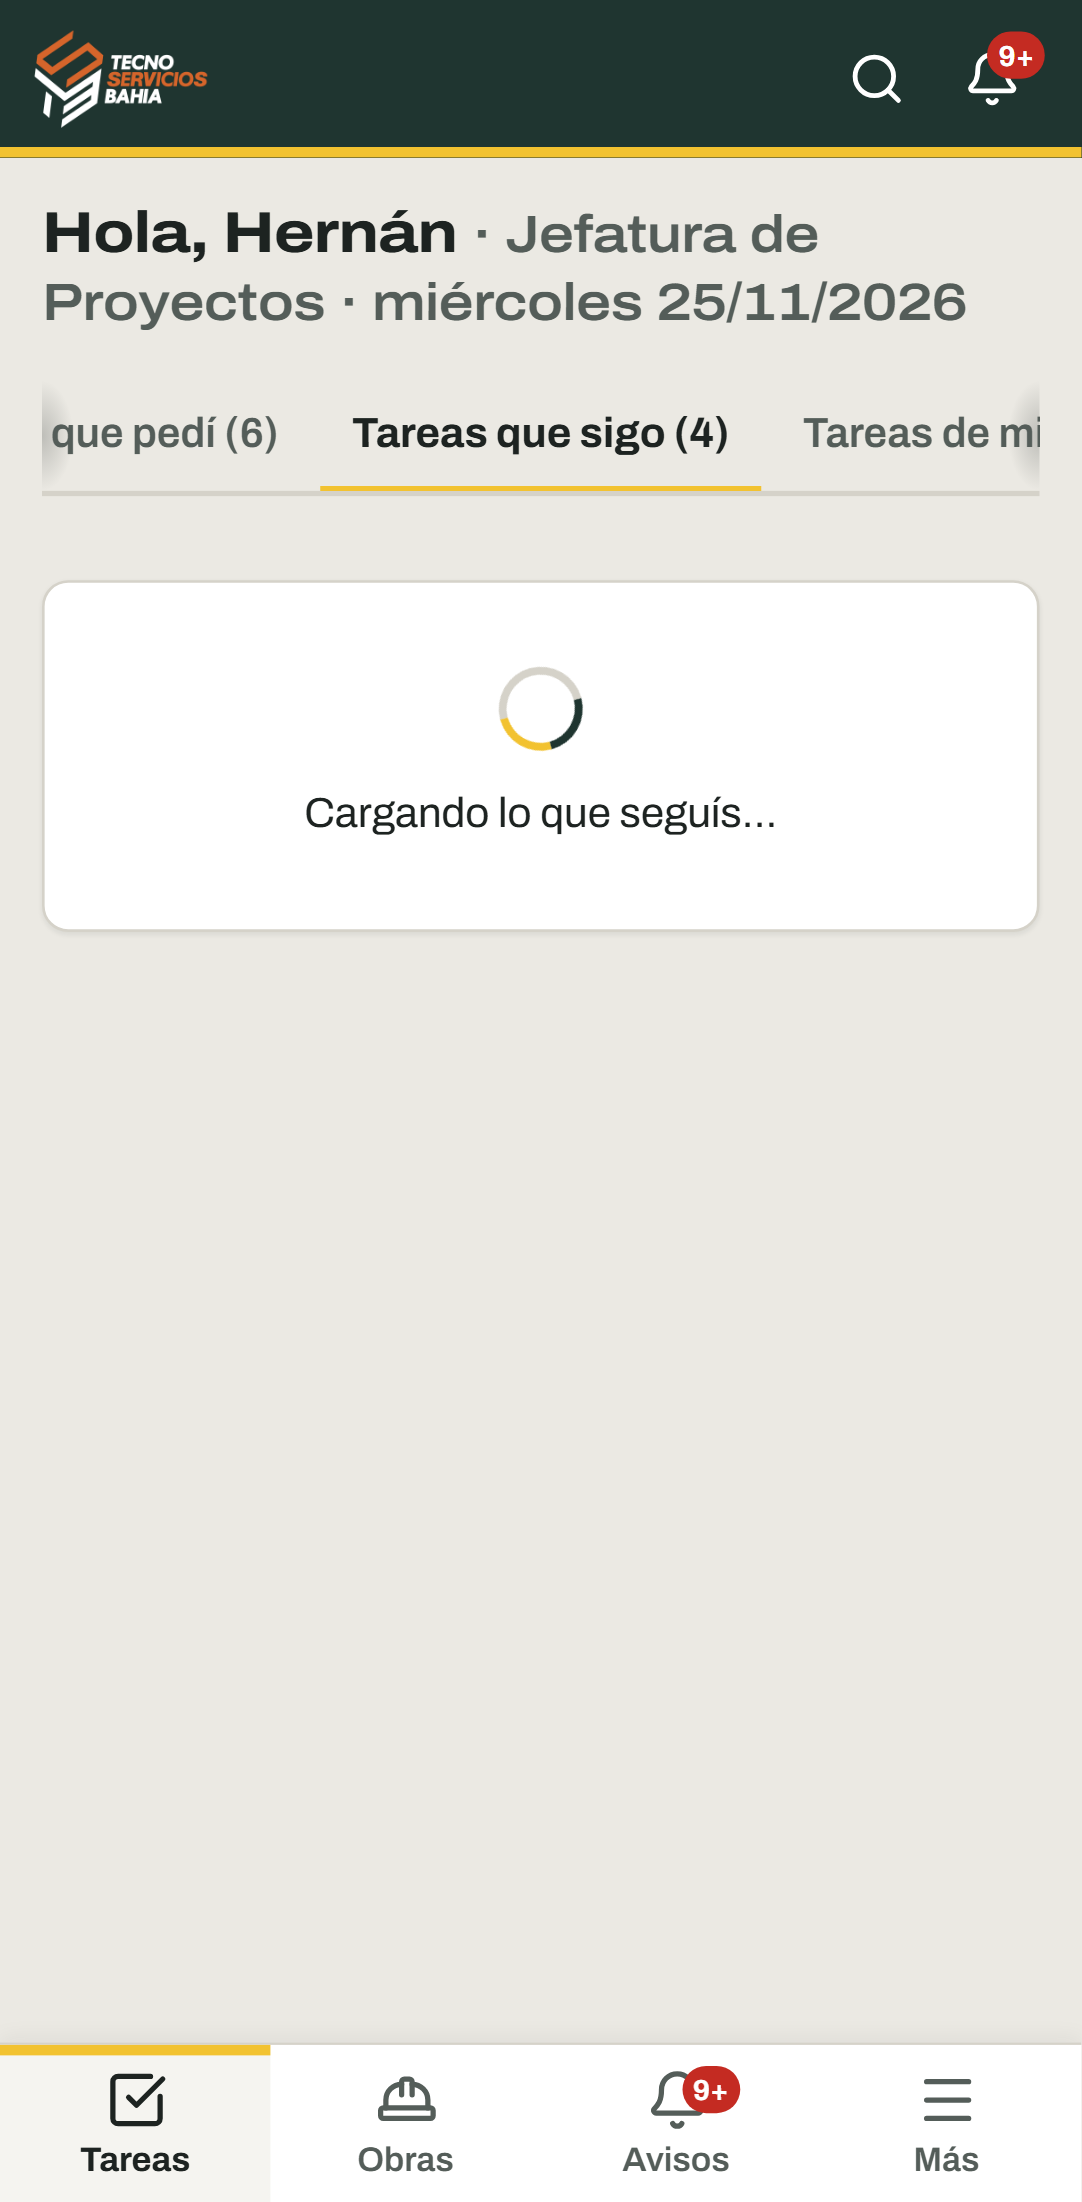 TECNO
SERVICIOS
BAHIA
9+
Hola, Hernán · Jefatura de
Proyectos · miércoles 25/11/2026
que pedí (6)
Tareas que sigo (4)
Tareas de mi
Cargando lo que seguís...
Tareas
Obras
9+
Avisos
Más